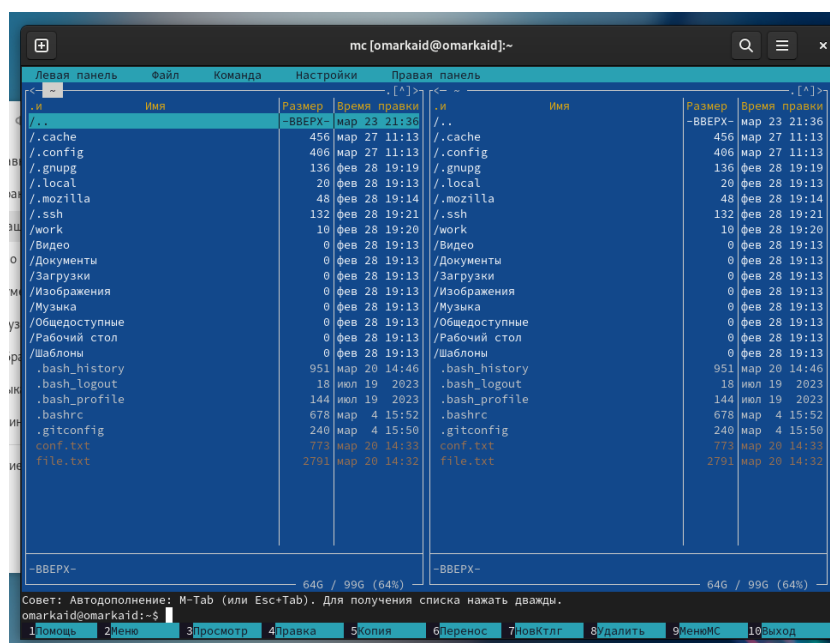 mc [omarkaid@omarkaid]:~
Левая панель Файл Команда Настройки Правая панель
<- ~ .[^]> <- ~ .[^]>
.и Имя Размер Время правки .и Имя Размер Время правки
/.. -ВВЕРХ- мар 23 21:36 /.. -ВВЕРХ- мар 23 21:36
/.cache 456 мар 27 11:13 /.cache 456 мар 27 11:13
/.config 406 мар 27 11:13 /.config 406 мар 27 11:13
/.gnupg 136 фев 28 19:19 /.gnupg 136 фев 28 19:19
/.local 20 фев 28 19:13 /.local 20 фев 28 19:13
/.mozilla 48 фев 28 19:14 /.mozilla 48 фев 28 19:14
/.ssh 132 фев 28 19:21 /.ssh 132 фев 28 19:21
/work 10 фев 28 19:20 /work 10 фев 28 19:20
/Видео 0 фев 28 19:13 /Видео 0 фев 28 19:13
/Документы 0 фев 28 19:13 /Документы 0 фев 28 19:13
/Загрузки 0 фев 28 19:13 /Загрузки 0 фев 28 19:13
/Изображения 0 фев 28 19:13 /Изображения 0 фев 28 19:13
/Музыка 0 фев 28 19:13 /Музыка 0 фев 28 19:13
/Общедоступные 0 фев 28 19:13 /Общедоступные 0 фев 28 19:13
/Рабочий стол 0 фев 28 19:13 /Рабочий стол 0 фев 28 19:13
/Шаблоны 0 фев 28 19:13 /Шаблоны 0 фев 28 19:13
.bash_history 951 мар 20 14:46 .bash_history 951 мар 20 14:46
.bash_logout 18 июл 19 2023 .bash_logout 18 июл 19 2023
.bash_profile 144 июл 19 2023 .bash_profile 144 июл 19 2023
.bashrc 678 мар 4 15:52 .bashrc 678 мар 4 15:52
.gitconfig 240 мар 4 15:50 .gitconfig 240 мар 4 15:50
conf.txt 773 мар 20 14:33 conf.txt 773 мар 20 14:33
file.txt 2791 мар 20 14:32 file.txt 2791 мар 20 14:32
-ВВЕРХ- -ВВЕРХ-
64G / 99G (64%) 64G / 99G (64%)
Совет: Автодополнение: M-Tab (или Esc+Tab). Для получения списка нажать дважды.
omarkaid@omarkaid:~$
1Помощь 2Меню 3Просмотр 4Правка 5Копия 6Перенос 7НовКтлг 8Удалить 9МенюМС 10Выход